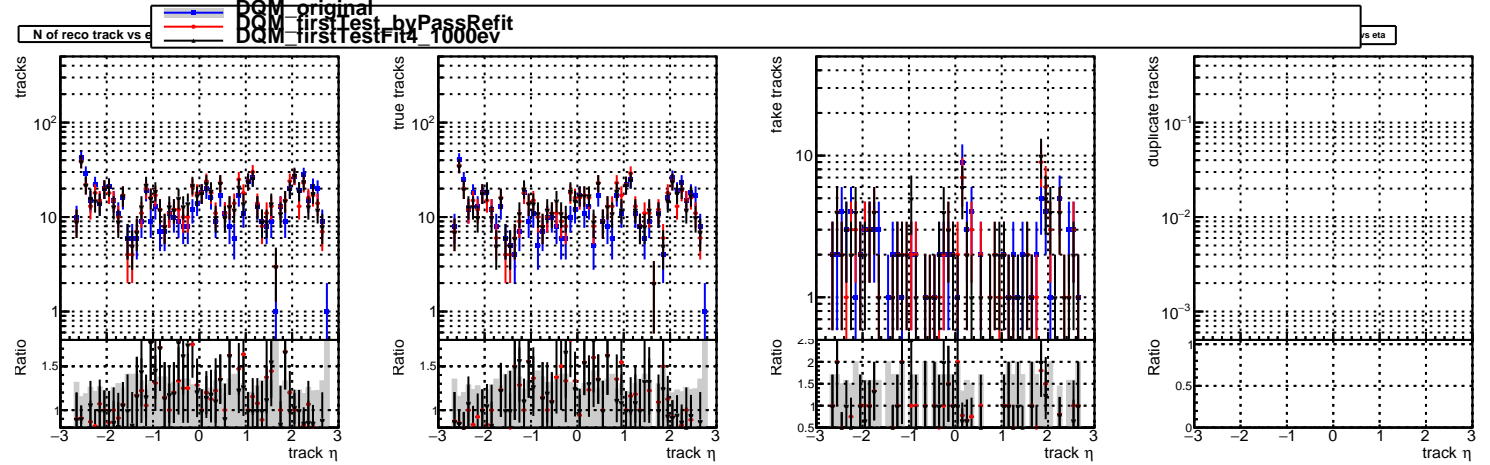 DQM_original
DQM_firstTest_byPassRefit
DQM_firstTestFit4_1000ev
N of reco track vs e
vs eta
tracks
10²
10
1
Ratio
1.5
1
−3 −2 −1 0 1 2 3
track η
true tracks
10²
10
1
Ratio
1.5
1
−3 −2 −1 0 1 2 3
track η
fake tracks
10
1
Ratio
2.5
2
1.5
1
0.5
−3 −2 −1 0 1 2 3
track η
duplicate tracks
10⁻¹
10⁻²
10⁻³
Ratio
1
0.5
0
−3 −2 −1 0 1 2 3
track η